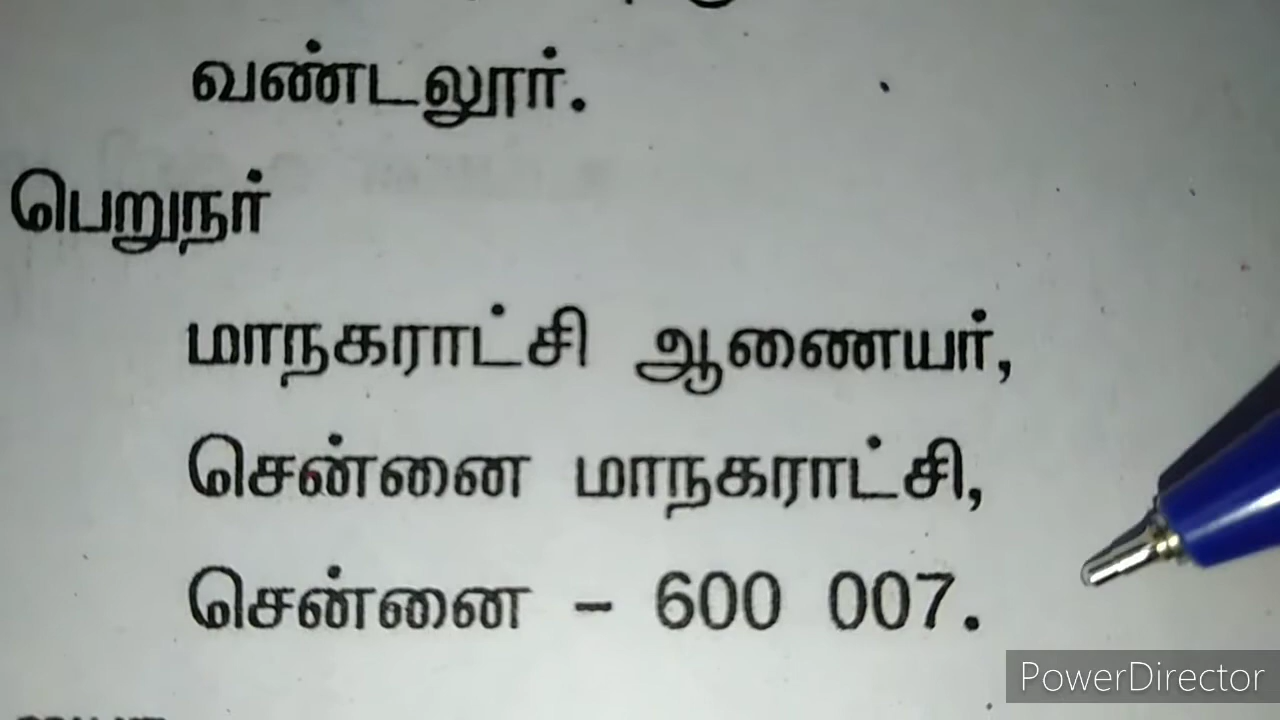 வண்டலூர்.
பெறுநர்
மாநகராட்சி ஆணையர்,
சென்னை மாநகராட்சி,
சென்னை – 600 007.
PowerDirector